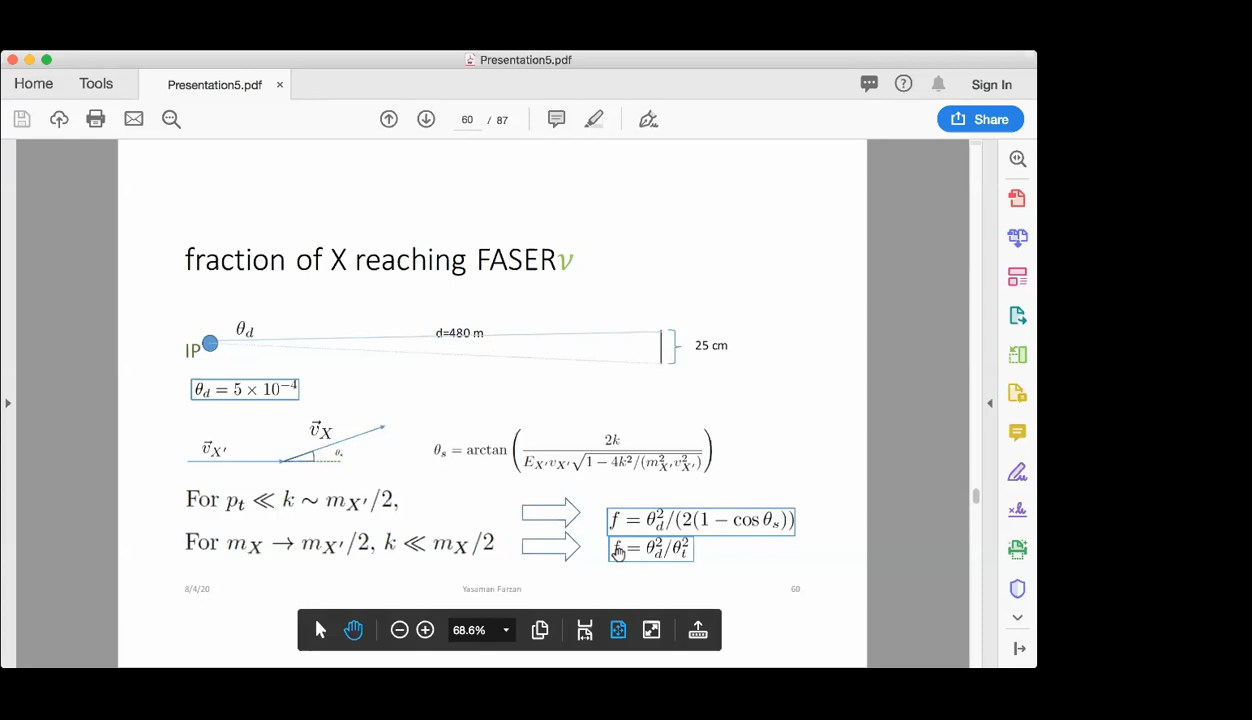 Presentation5.pdf
Home
Tools
Presentation5.pdf ×
Sign In
60 / 87
Share
fraction of X reaching FASERν
θ_d
d=480 m
IP
25 cm
θ_d = 5 × 10⁻⁴
v⃗_X
v⃗_X′
θ_s = arctan ( 2k / (E_X′ v_X′ √(1 − 4k²/(m²_X′ v²_X′))) )
For p_t ≪ k ∼ m_X′/2,
f = θ_d²/(2(1 − cos θ_s))
For m_X → m_X′/2, k ≪ m_X/2
f = θ_d²/θ_t²
8/4/20
Yasaman Farzan
60
68.6%